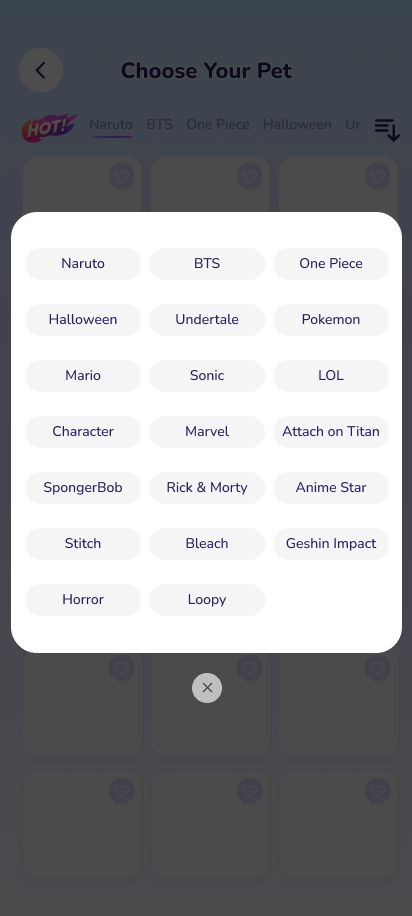 Choose Your Pet
HOT!
Naruto BTS One Piece Halloween Ur
Naruto BTS One Piece
Halloween Undertale Pokemon
Mario Sonic LOL
Character Marvel Attach on Titan
SpongerBob Rick & Morty Anime Star
Stitch Bleach Geshin Impact
Horror Loopy